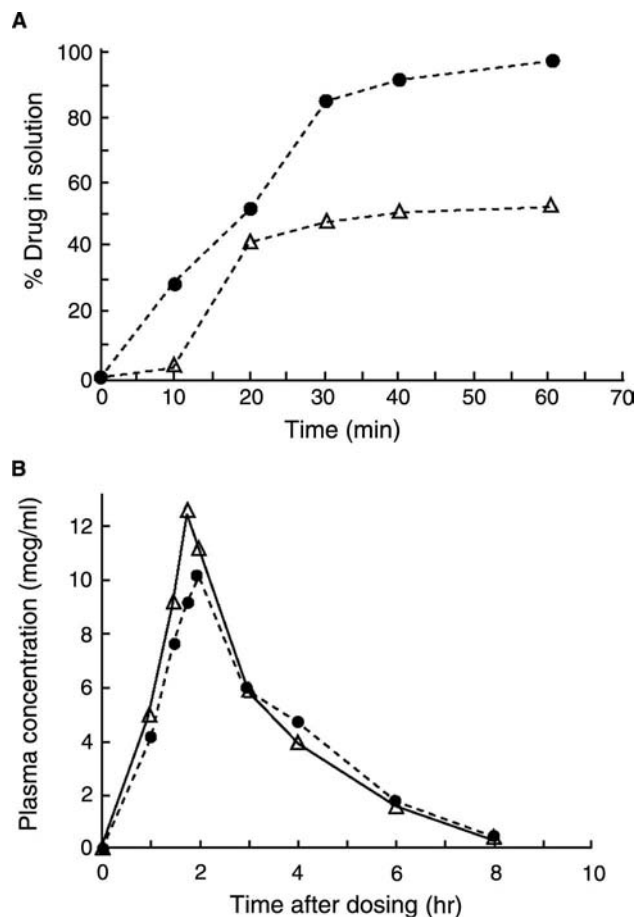 A
100
80
60
40
20
0
% Drug in solution
0 10 20 30 40 50 60 70
Time (min)
B
12
10
8
6
4
2
0
Plasma concentration (mcg/ml)
0 2 4 6 8 10
Time after dosing (hr)